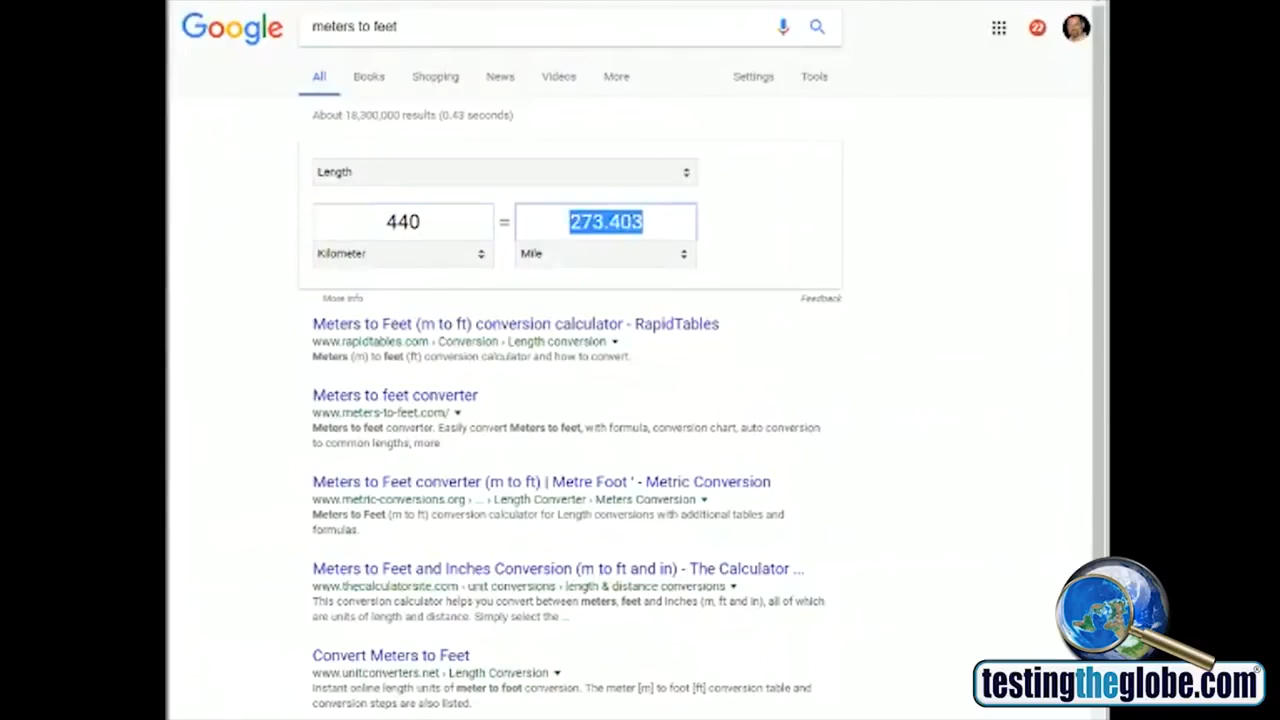 Google
meters to feet
22
All Books Shopping News Videos More Settings Tools
About 18,300,000 results (0.43 seconds)
Length
440 = 273.403
Kilometer Mile
More info Feedback
Meters to Feet (m to ft) conversion calculator - RapidTables
www.rapidtables.com › Conversion › Length conversion
Meters (m) to feet (ft) conversion calculator and how to convert.
Meters to feet converter
www.meters-to-feet.com/
Meters to feet converter. Easily convert Meters to feet, with formula, conversion chart, auto conversion
to common lengths, more
Meters to Feet converter (m to ft) | Metre Foot ' - Metric Conversion
www.metric-conversions.org › ... › Length Converter › Meters Conversion
Meters to Feet (m to ft) conversion calculator for Length conversions with additional tables and
formulas.
Meters to Feet and Inches Conversion (m to ft and in) - The Calculator ...
www.thecalculatorsite.com › unit conversions › length & distance conversions
This conversion calculator helps you convert between meters, feet and inches (m, ft and in), all of which
are units of length and distance. Simply select the ...
Convert Meters to Feet
www.unitconverters.net › Length Conversion
Instant online length units of meter to foot conversion. The meter [m] to foot [ft] conversion table and
conversion steps are also listed.
testingtheglobe.com®